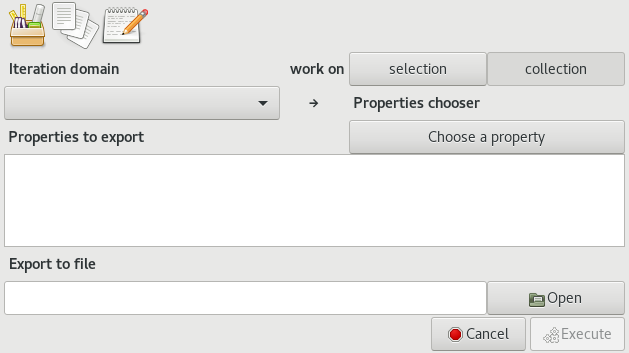 Iteration domain work on selection collection
→ Properties chooser
Properties to export Choose a property
Export to file
Open
Cancel Execute